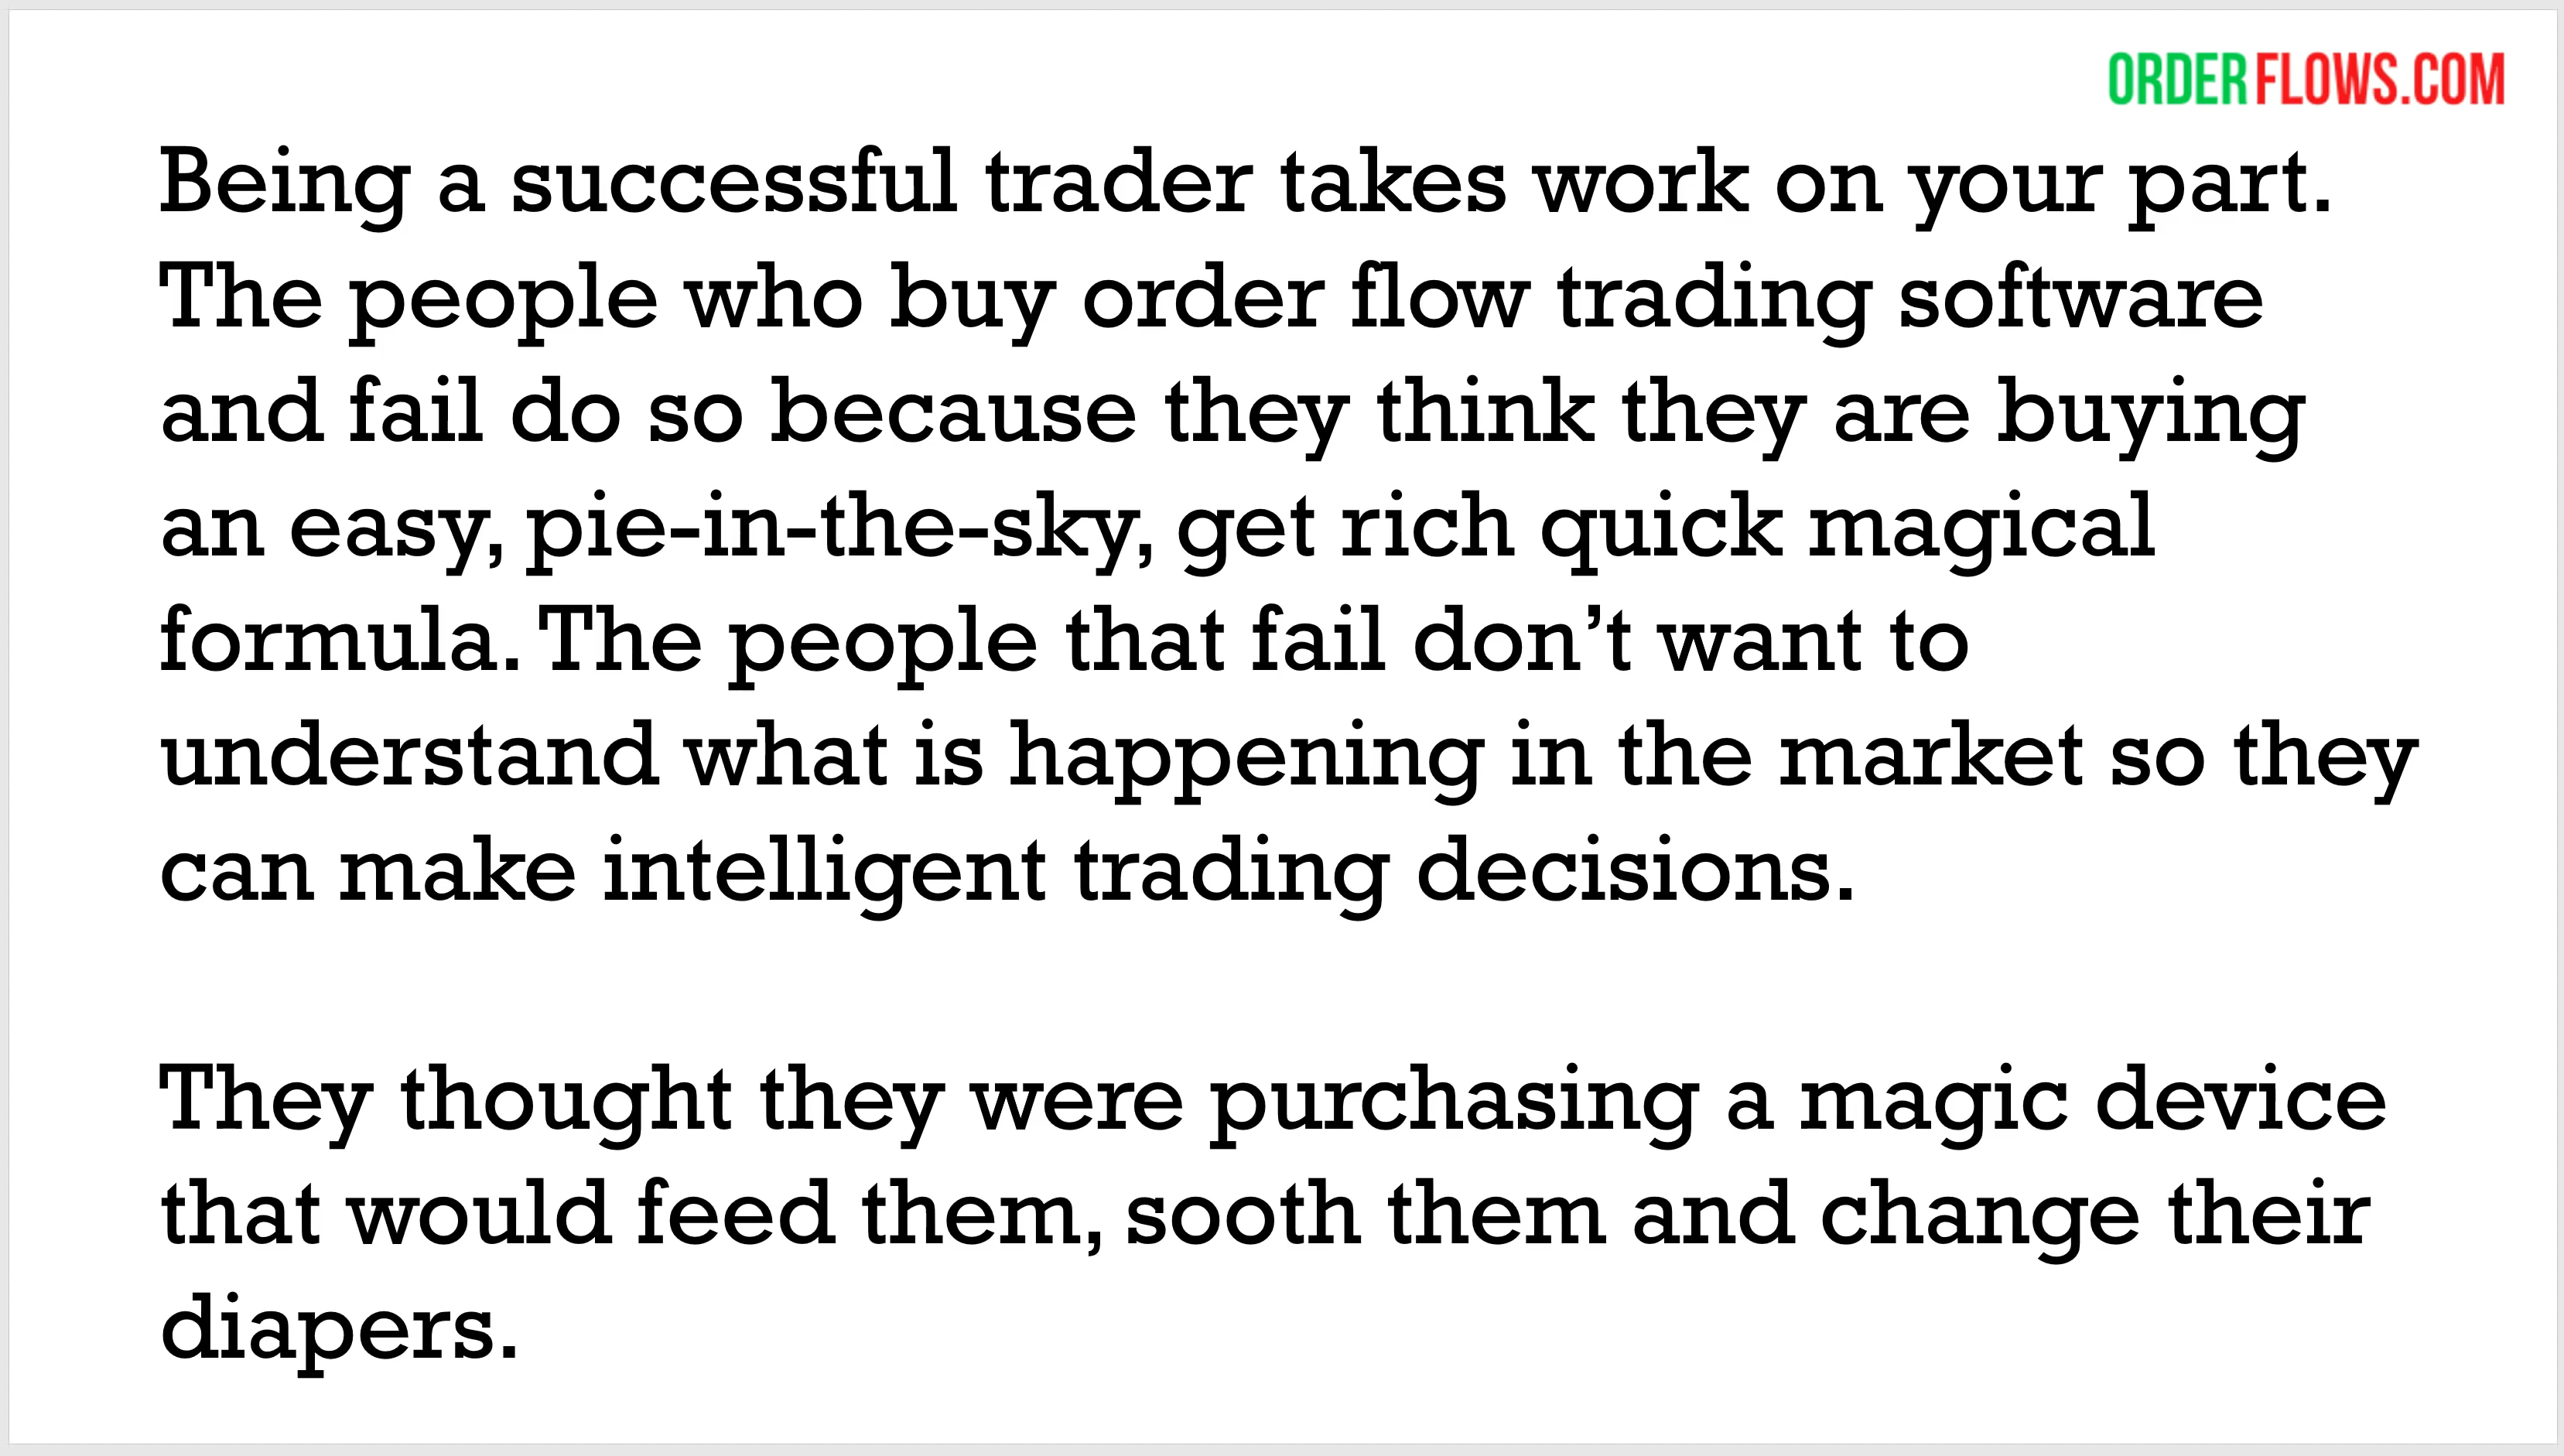 ORDERFLOWS.COM
Being a successful trader takes work on your part.
The people who buy order flow trading software
and fail do so because they think they are buying
an easy, pie-in-the-sky, get rich quick magical
formula. The people that fail don’t want to
understand what is happening in the market so they
can make intelligent trading decisions.
They thought they were purchasing a magic device
that would feed them, sooth them and change their
diapers.